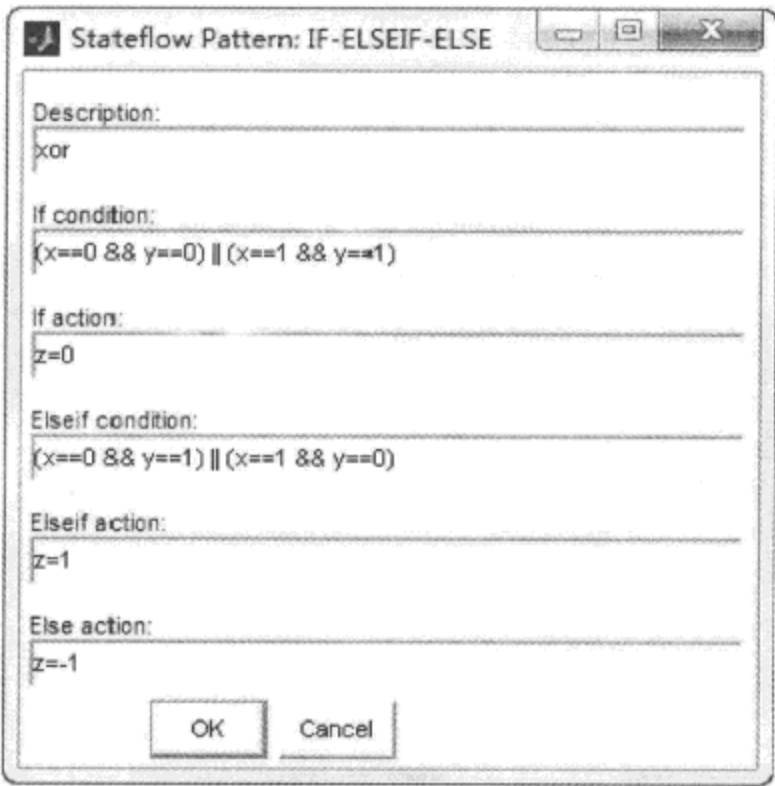 Stateflow Pattern: IF-ELSEIF-ELSE
Description:
xor
If condition:
(x==0 && y==0) || (x==1 && y==1)
If action:
z=0
Elseif condition:
(x==0 && y==1) || (x==1 && y==0)
Elseif action:
z=1
Else action:
z=-1
OK Cancel